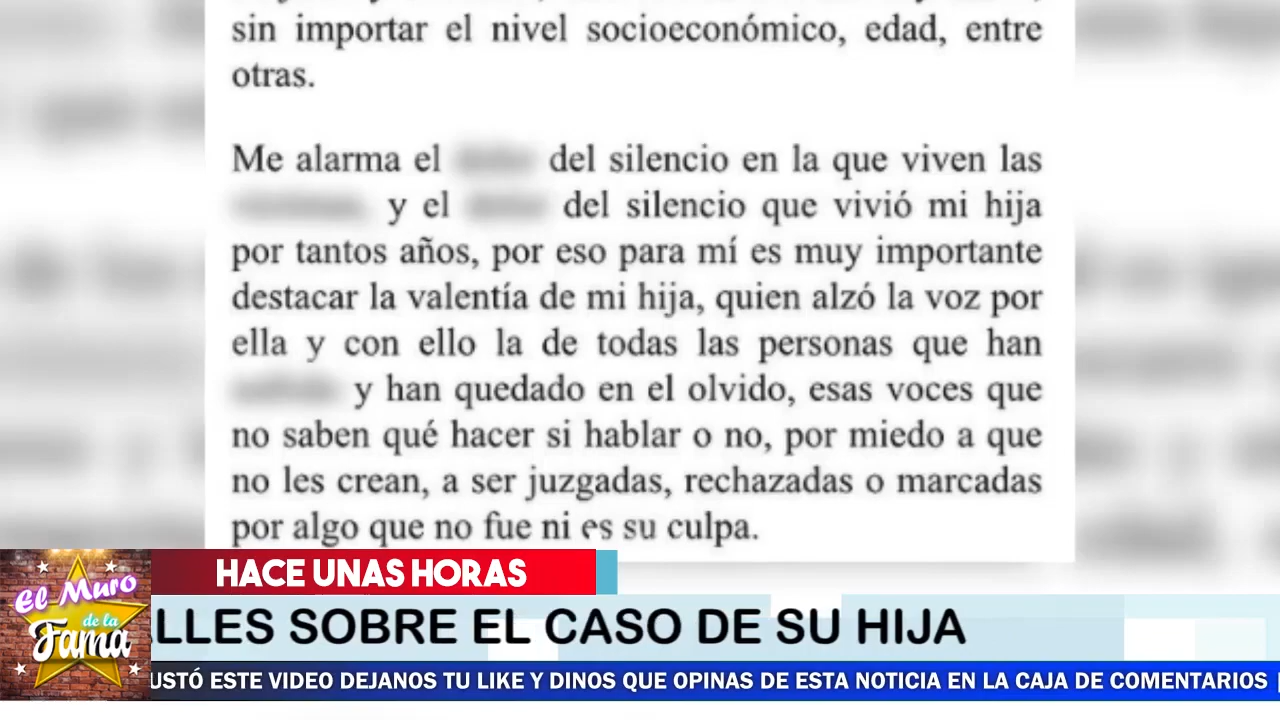 sin importar el nivel socioeconómico, edad, entre
otras.
Me alarma el del silencio en la que viven las
y el del silencio que vivió mi hija
por tantos años, por eso para mí es muy importante
destacar la valentía de mi hija, quien alzó la voz por
ella y con ello la de todas las personas que han
y han quedado en el olvido, esas voces que
no saben qué hacer si hablar o no, por miedo a que
no les crean, a ser juzgadas, rechazadas o marcadas
por algo que no fue ni es su culpa.
HACE UNAS HORAS
LLES SOBRE EL CASO DE SU HIJA
El Muro
de la
Fama
USTÓ ESTE VIDEO DEJANOS TU LIKE Y DINOS QUE OPINAS DE ESTA NOTICIA EN LA CAJA DE COMENTARIOS